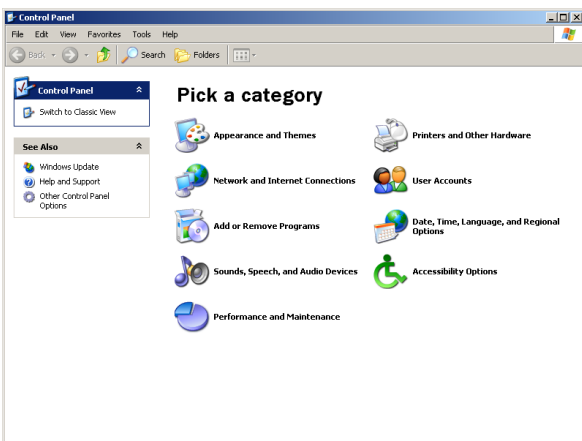 Control Panel
File Edit View Favorites Tools Help
Back Search Folders
Control Panel
Switch to Classic View
See Also
Windows Update
Help and Support
Other Control Panel
Options
Pick a category
Appearance and Themes
Printers and Other Hardware
Network and Internet Connections
User Accounts
Add or Remove Programs
Date, Time, Language, and Regional
Options
Sounds, Speech, and Audio Devices
Accessibility Options
Performance and Maintenance